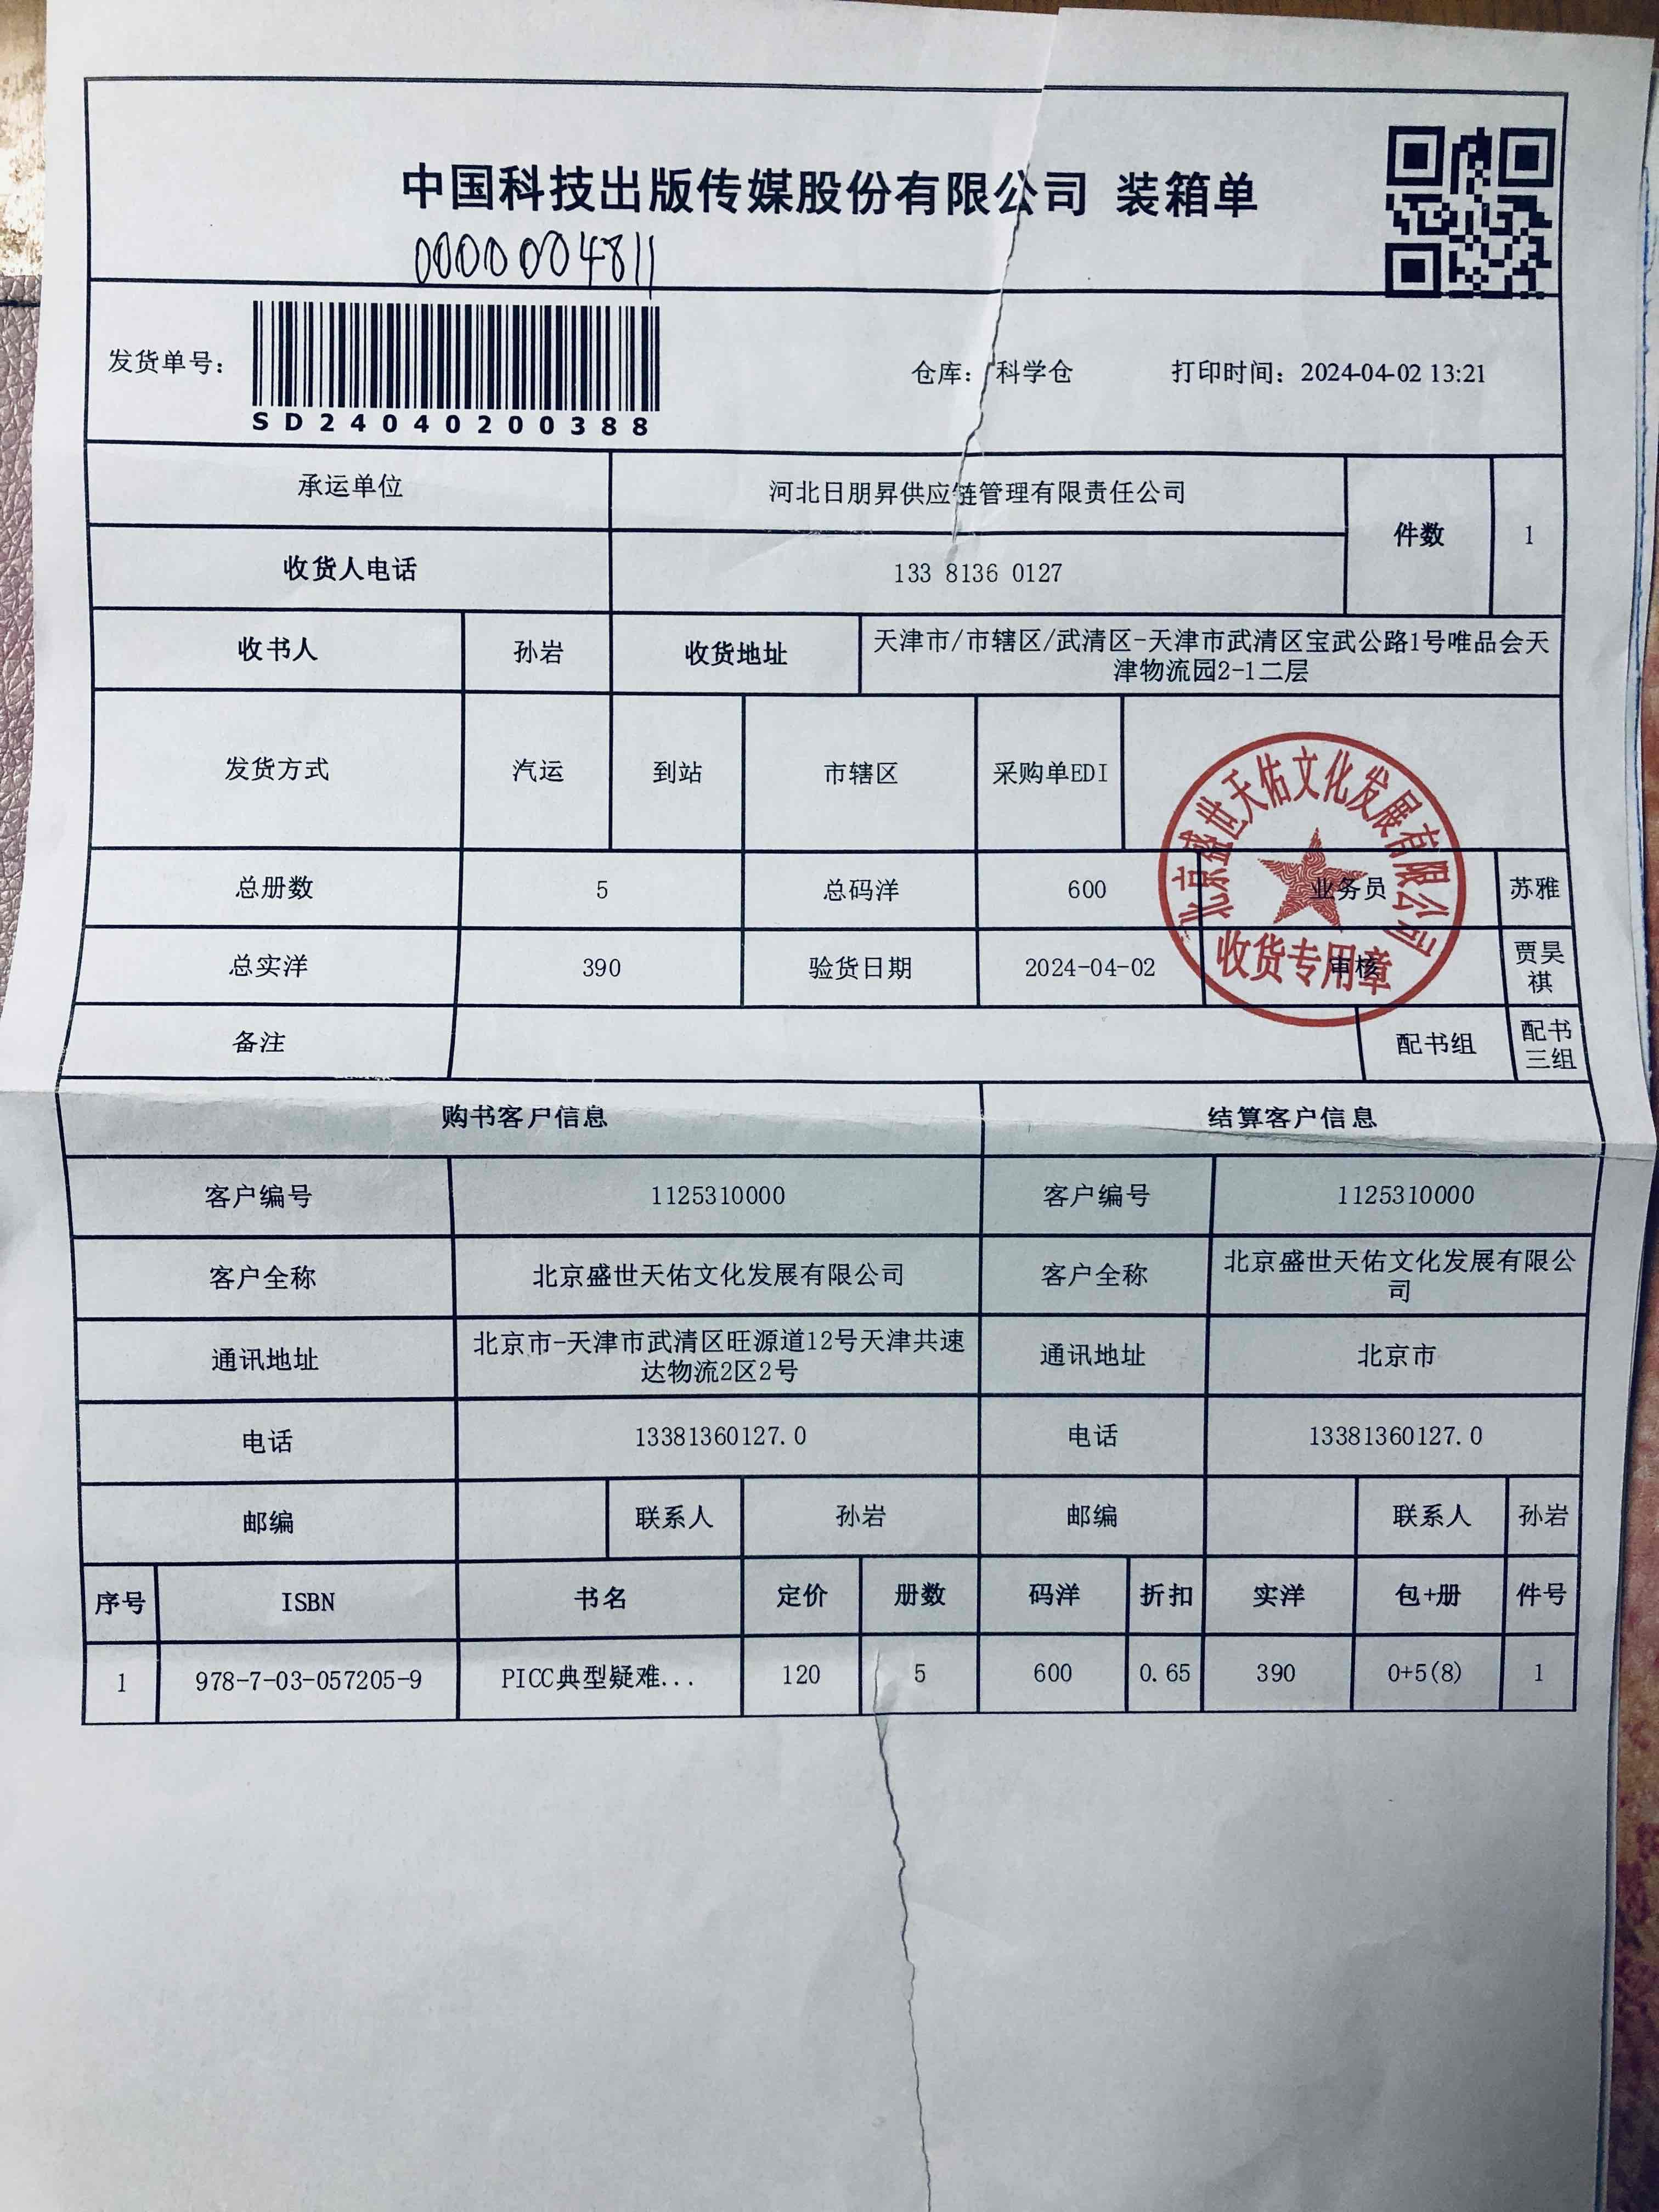 中国科技出版传媒股份有限公司 装箱单
0000004811
发货单号：
SD24040200388
仓库： 科学仓 打印时间：2024-04-02 13:21
承运单位 河北日朋昇供应链管理有限责任公司 件数 1
收货人电话 133 8136 0127
收书人 孙岩 收货地址 天津市/市辖区/武清区-天津市武清区宝武公路1号唯品会天
津物流园2-1二层
发货方式 汽运 到站 市辖区 采购单EDI
北京盛世天佑文化发展有限公司
收货专用章
总册数 5 总码洋 600 业务员 苏雅
总实洋 390 验货日期 2024-04-02 审核 贾昊
祺
备注 配书组 配书
三组
购书客户信息 结算客户信息
客户编号 1125310000 客户编号 1125310000
客户全称 北京盛世天佑文化发展有限公司 客户全称 北京盛世天佑文化发展有限公
司
通讯地址 北京市-天津市武清区旺源道12号天津共速
达物流2区2号 通讯地址 北京市
电话 13381360127.0 电话 13381360127.0
邮编 联系人 孙岩 邮编 联系人 孙岩
序号 ISBN 书名 定价 册数 码洋 折扣 实洋 包+册 件号
1 978-7-03-057205-9 PICC典型疑难... 120 5 600 0.65 390 0+5(8) 1